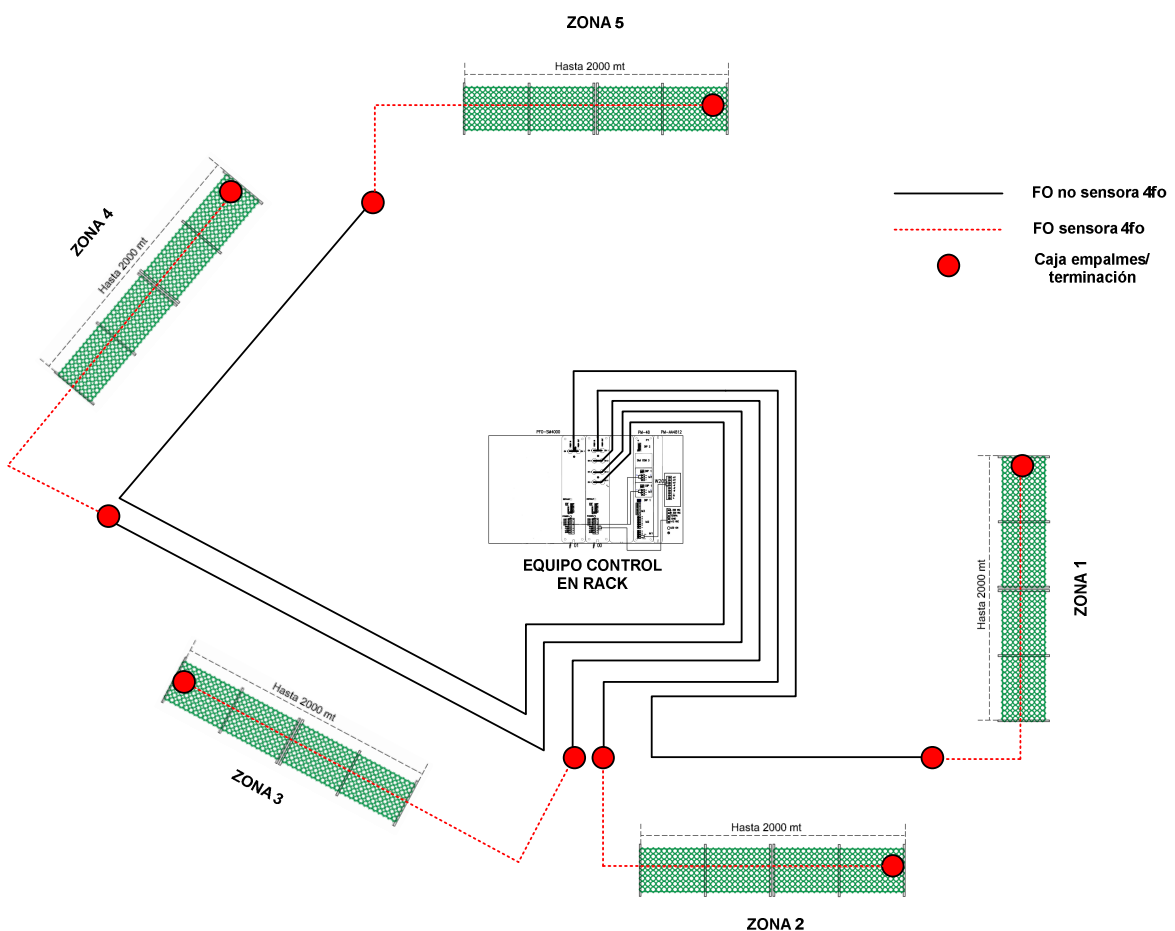 ZONA 5
Hasta 2000 mt
ZONA 4
Hasta 2000 mt
FO no sensora 4fo
FO sensora 4fo
Caja empalmes/
terminación
EQUIPO CONTROL
EN RACK
Hasta 2000 mt
ZONA 1
Hasta 2000 mt
ZONA 3
Hasta 2000 mt
ZONA 2